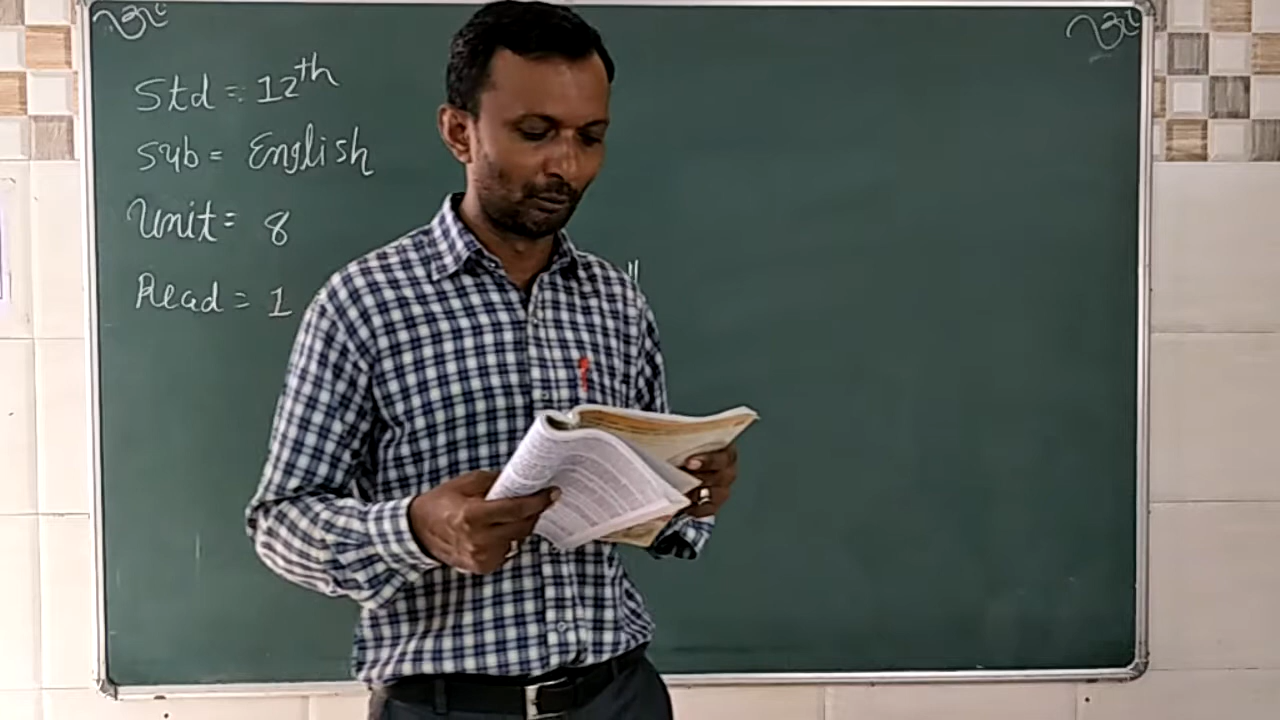 Std = 12th
Sub = English
Unit = 8
Read = 1